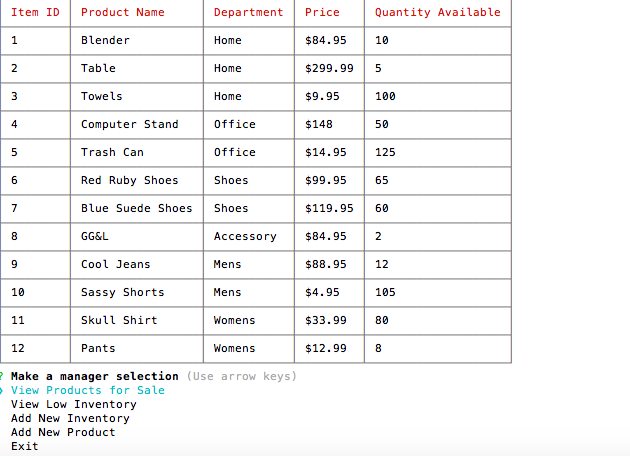 Item ID Product Name Department Price Quantity Available
1 Blender Home $84.95 10
2 Table Home $299.99 5
3 Towels Home $9.95 100
4 Computer Stand Office $148 50
5 Trash Can Office $14.95 125
6 Red Ruby Shoes Shoes $99.95 65
7 Blue Suede Shoes Shoes $119.95 60
8 GG&L Accessory $84.95 2
9 Cool Jeans Mens $88.95 12
10 Sassy Shorts Mens $4.95 105
11 Skull Shirt Womens $33.99 80
12 Pants Womens $12.99 8
? Make a manager selection (Use arrow keys)
❯ View Products for Sale
View Low Inventory
Add New Inventory
Add New Product
Exit